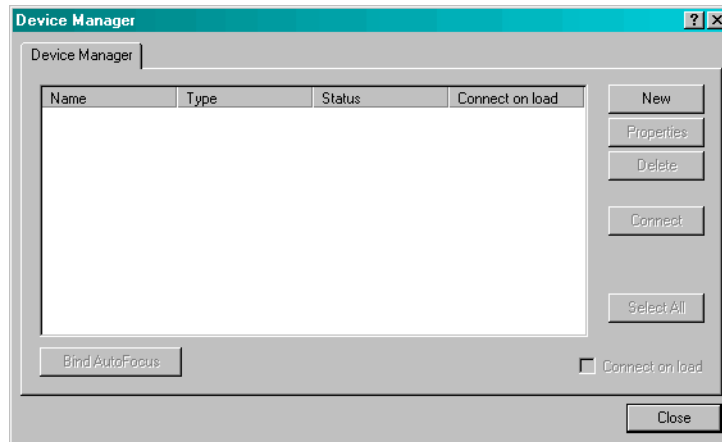 Device Manager
Device Manager
Name Type Status Connect on load
New
Properties
Delete
Connect
Select All
Bind AutoFocus
Connect on load
Close